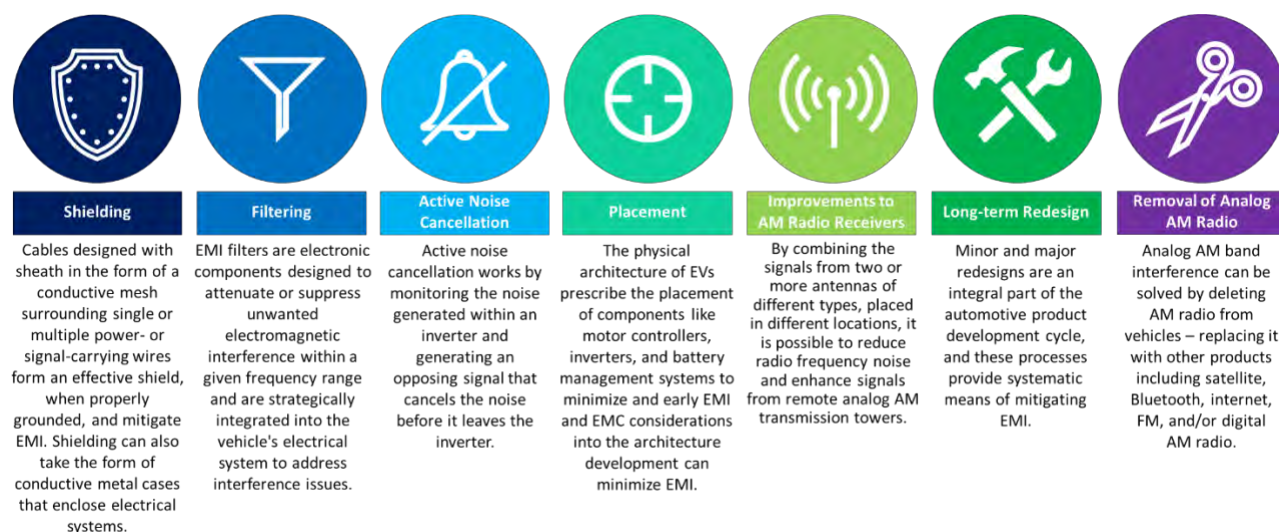 Shielding
Cables designed with
sheath in the form of a
conductive mesh
surrounding single or
multiple power- or
signal-carrying wires
form an effective shield,
when properly
grounded, and mitigate
EMI. Shielding can also
take the form of
conductive metal cases
that enclose electrical
systems.
Filtering
EMI filters are electronic
components designed to
attenuate or suppress
unwanted
electromagnetic
interference within a
given frequency range
and are strategically
integrated into the
vehicle's electrical
system to address
interference issues.
Active Noise
Cancellation
Active noise
cancellation works by
monitoring the noise
generated within an
inverter and
generating an
opposing signal that
cancels the noise
before it leaves the
inverter.
Placement
The physical
architecture of EVs
prescribe the placement
of components like
motor controllers,
inverters, and battery
management systems to
minimize and early EMI
and EMC considerations
into the architecture
development can
minimize EMI.
Improvements to
AM Radio Receivers
By combining the
signals from two or
more antennas of
different types, placed
in different locations, it
is possible to reduce
radio frequency noise
and enhance signals
from remote analog AM
transmission towers.
Long-term Redesign
Minor and major
redesigns are an
integral part of the
automotive product
development cycle,
and these processes
provide systematic
means of mitigating
EMI.
Removal of Analog
AM Radio
Analog AM band
interference can be
solved by deleting
AM radio from
vehicles – replacing it
with other products
including satellite,
Bluetooth, internet,
FM, and/or digital
AM radio.